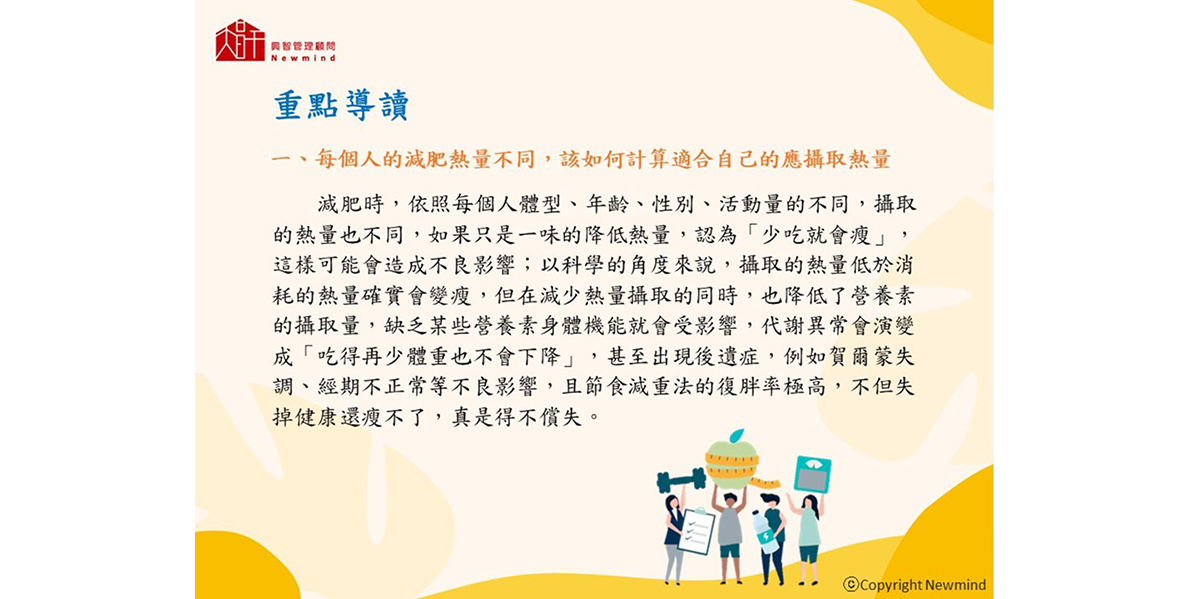 興智管理顧問
Newmind
重點導讀
一、每個人的減肥熱量不同，該如何計算適合自己的應攝取熱量
減肥時，依照每個人體型、年齡、性別、活動量的不同，攝取
的熱量也不同，如果只是一味的降低熱量，認為「少吃就會瘦」，
這樣可能會造成不良影響；以科學的角度來說，攝取的熱量低於消
耗的熱量確實會變瘦，但在減少熱量攝取的同時，也降低了營養素
的攝取量，缺乏某些營養素身體機能就會受影響，代謝異常會演變
成「吃得再少體重也不會下降」，甚至出現後遺症，例如賀爾蒙失
調、經期不正常等不良影響，且節食減重法的復胖率極高，不但失
掉健康還瘦不了，真是得不償失。
ⓒCopyright Newmind